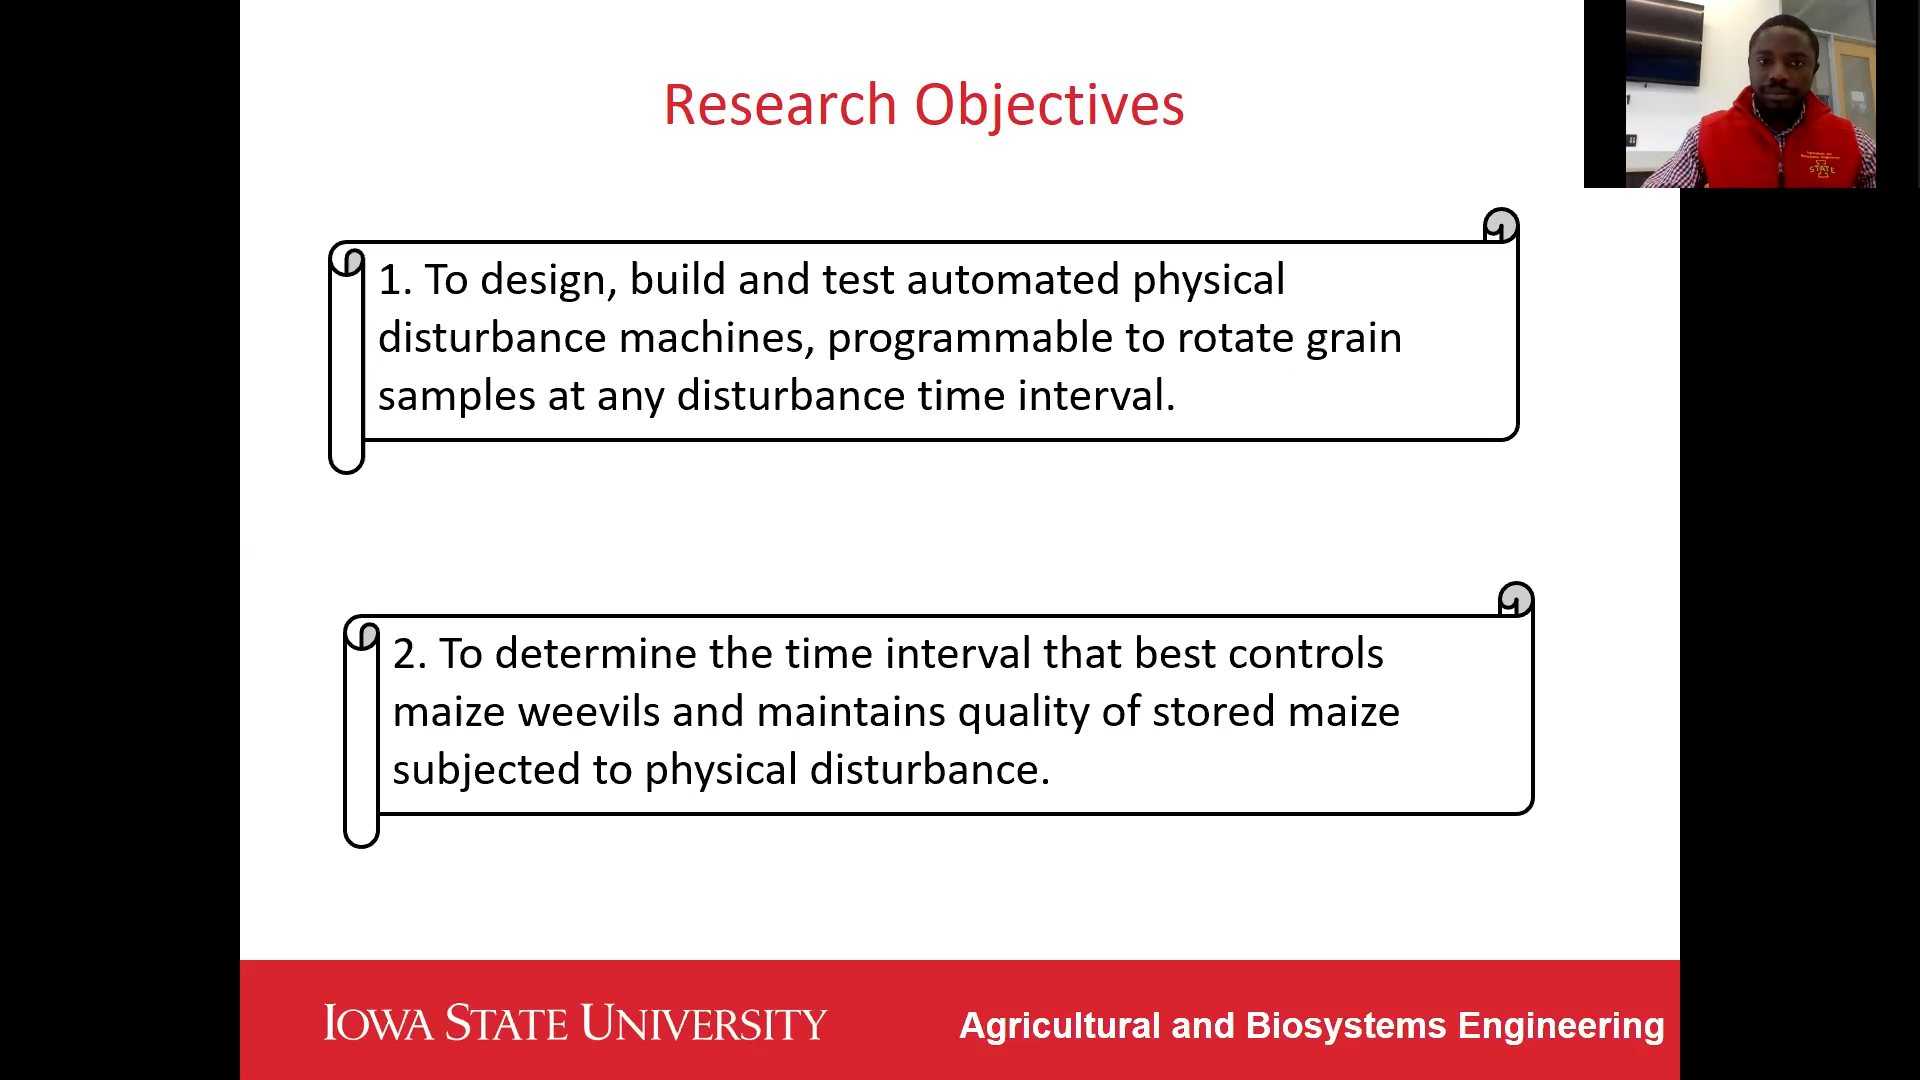 Research Objectives
1. To design, build and test automated physical
disturbance machines, programmable to rotate grain
samples at any disturbance time interval.
2. To determine the time interval that best controls
maize weevils and maintains quality of stored maize
subjected to physical disturbance.
IOWA STATE UNIVERSITY
Agricultural and Biosystems Engineering
STATE